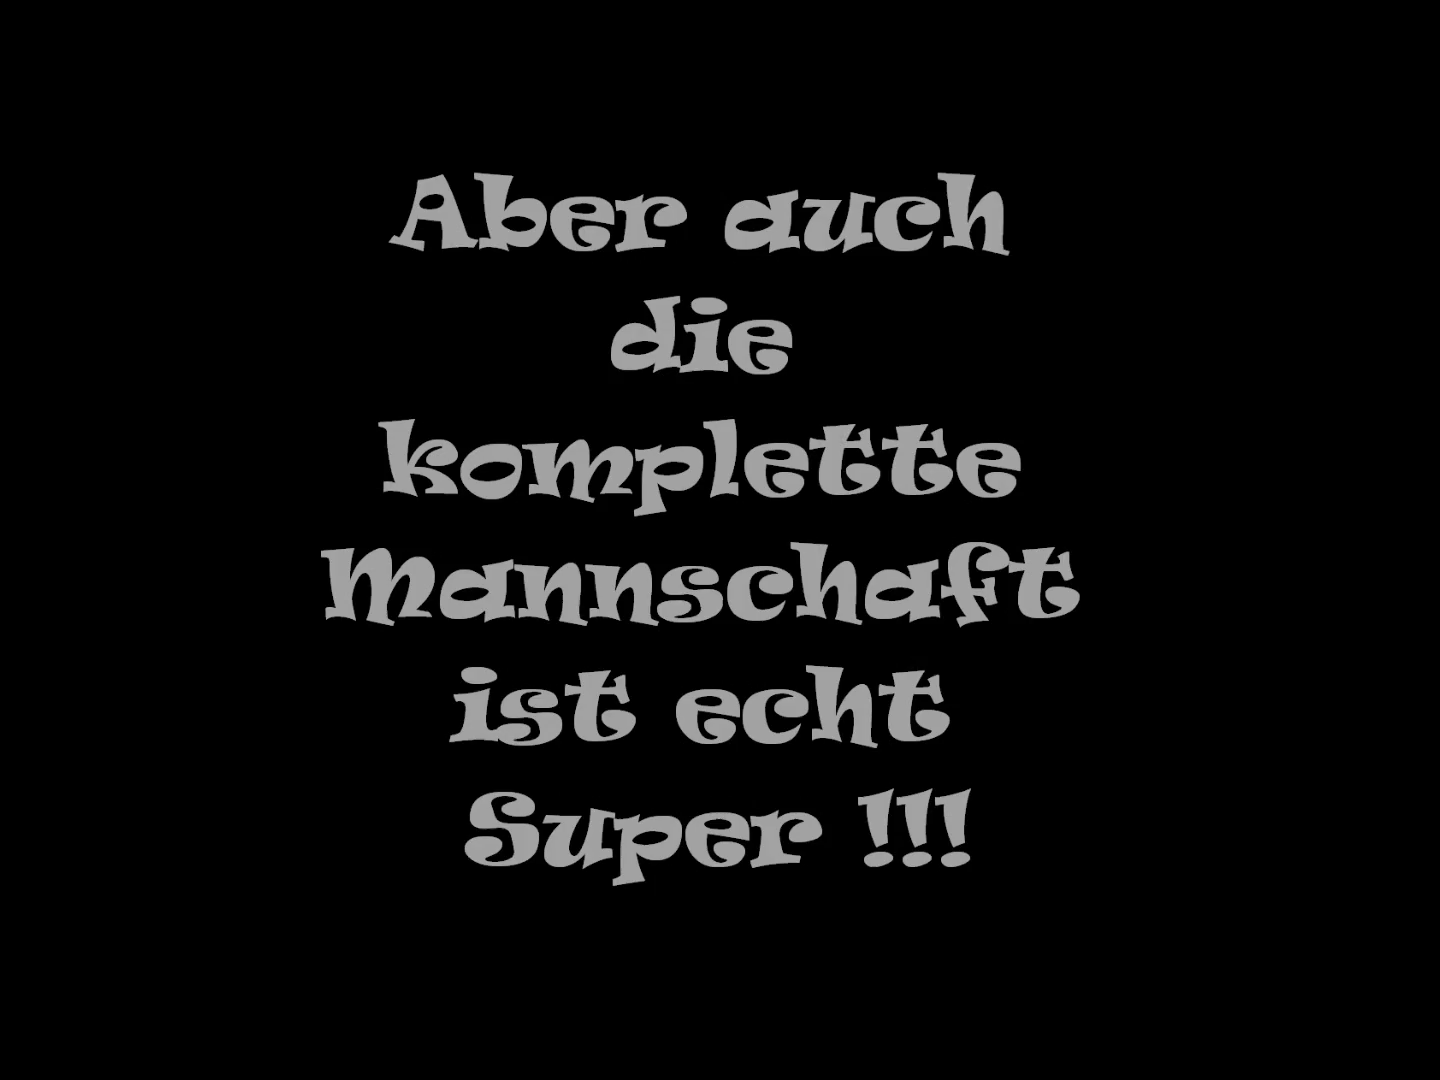 Aber auch
die
komplette
Mannschaft
ist echt
Super !!!